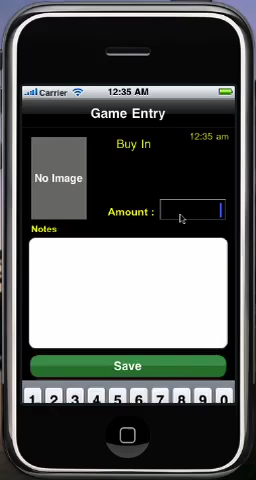 Carrier 12:35 AM
Game Entry
12:35 am
Buy In
No Image
Amount :
Notes
Save
1 2 3 4 5 6 7 8 9 0